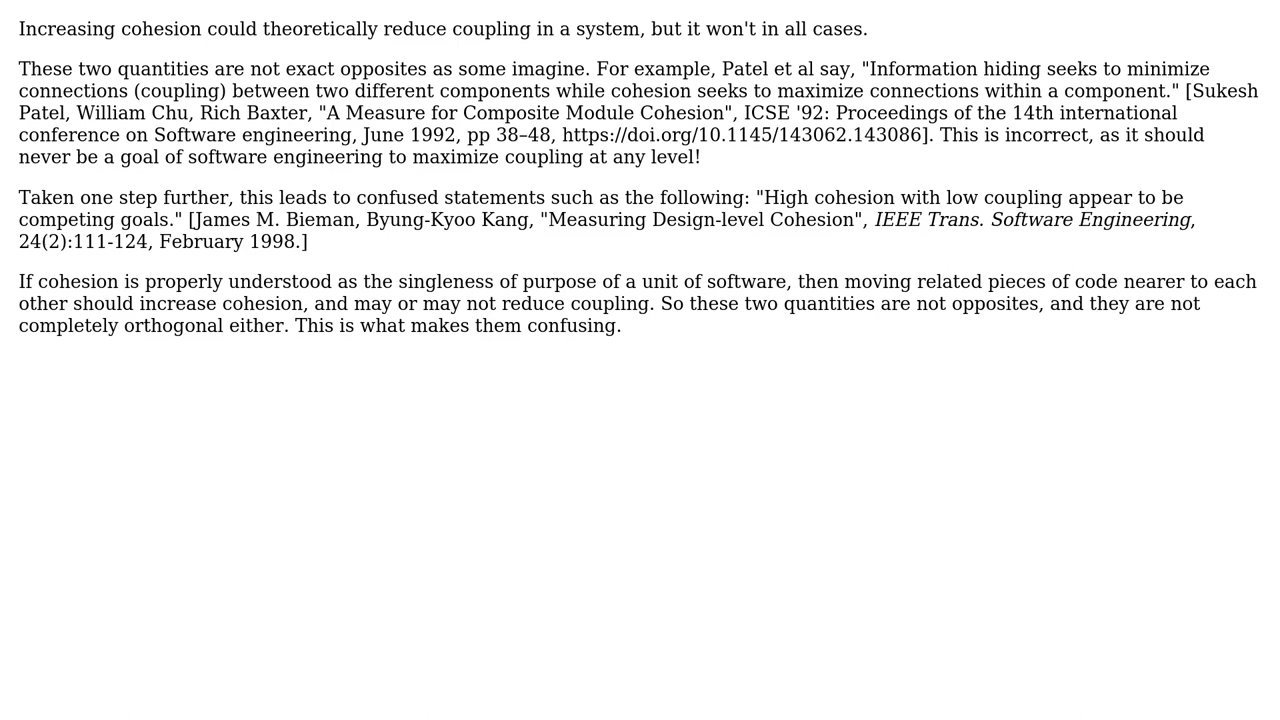 Increasing cohesion could theoretically reduce coupling in a system, but it won't in all cases.
These two quantities are not exact opposites as some imagine. For example, Patel et al say, "Information hiding seeks to minimize
connections (coupling) between two different components while cohesion seeks to maximize connections within a component." [Sukesh
Patel, William Chu, Rich Baxter, "A Measure for Composite Module Cohesion", ICSE '92: Proceedings of the 14th international
conference on Software engineering, June 1992, pp 38–48, https://doi.org/10.1145/143062.143086]. This is incorrect, as it should
never be a goal of software engineering to maximize coupling at any level!
Taken one step further, this leads to confused statements such as the following: "High cohesion with low coupling appear to be
competing goals." [James M. Bieman, Byung-Kyoo Kang, "Measuring Design-level Cohesion", IEEE Trans. Software Engineering,
24(2):111-124, February 1998.]
If cohesion is properly understood as the singleness of purpose of a unit of software, then moving related pieces of code nearer to each
other should increase cohesion, and may or may not reduce coupling. So these two quantities are not opposites, and they are not
completely orthogonal either. This is what makes them confusing.